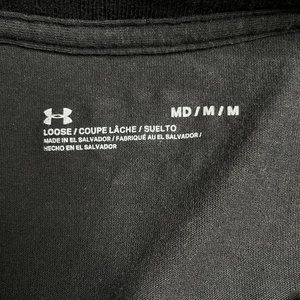 MD / M / M
LOOSE / COUPE LÂCHE / SUELTO
MADE IN EL SALVADOR / FABRIQUÉ AU EL SALVADOR /
HECHO EN EL SALVADOR